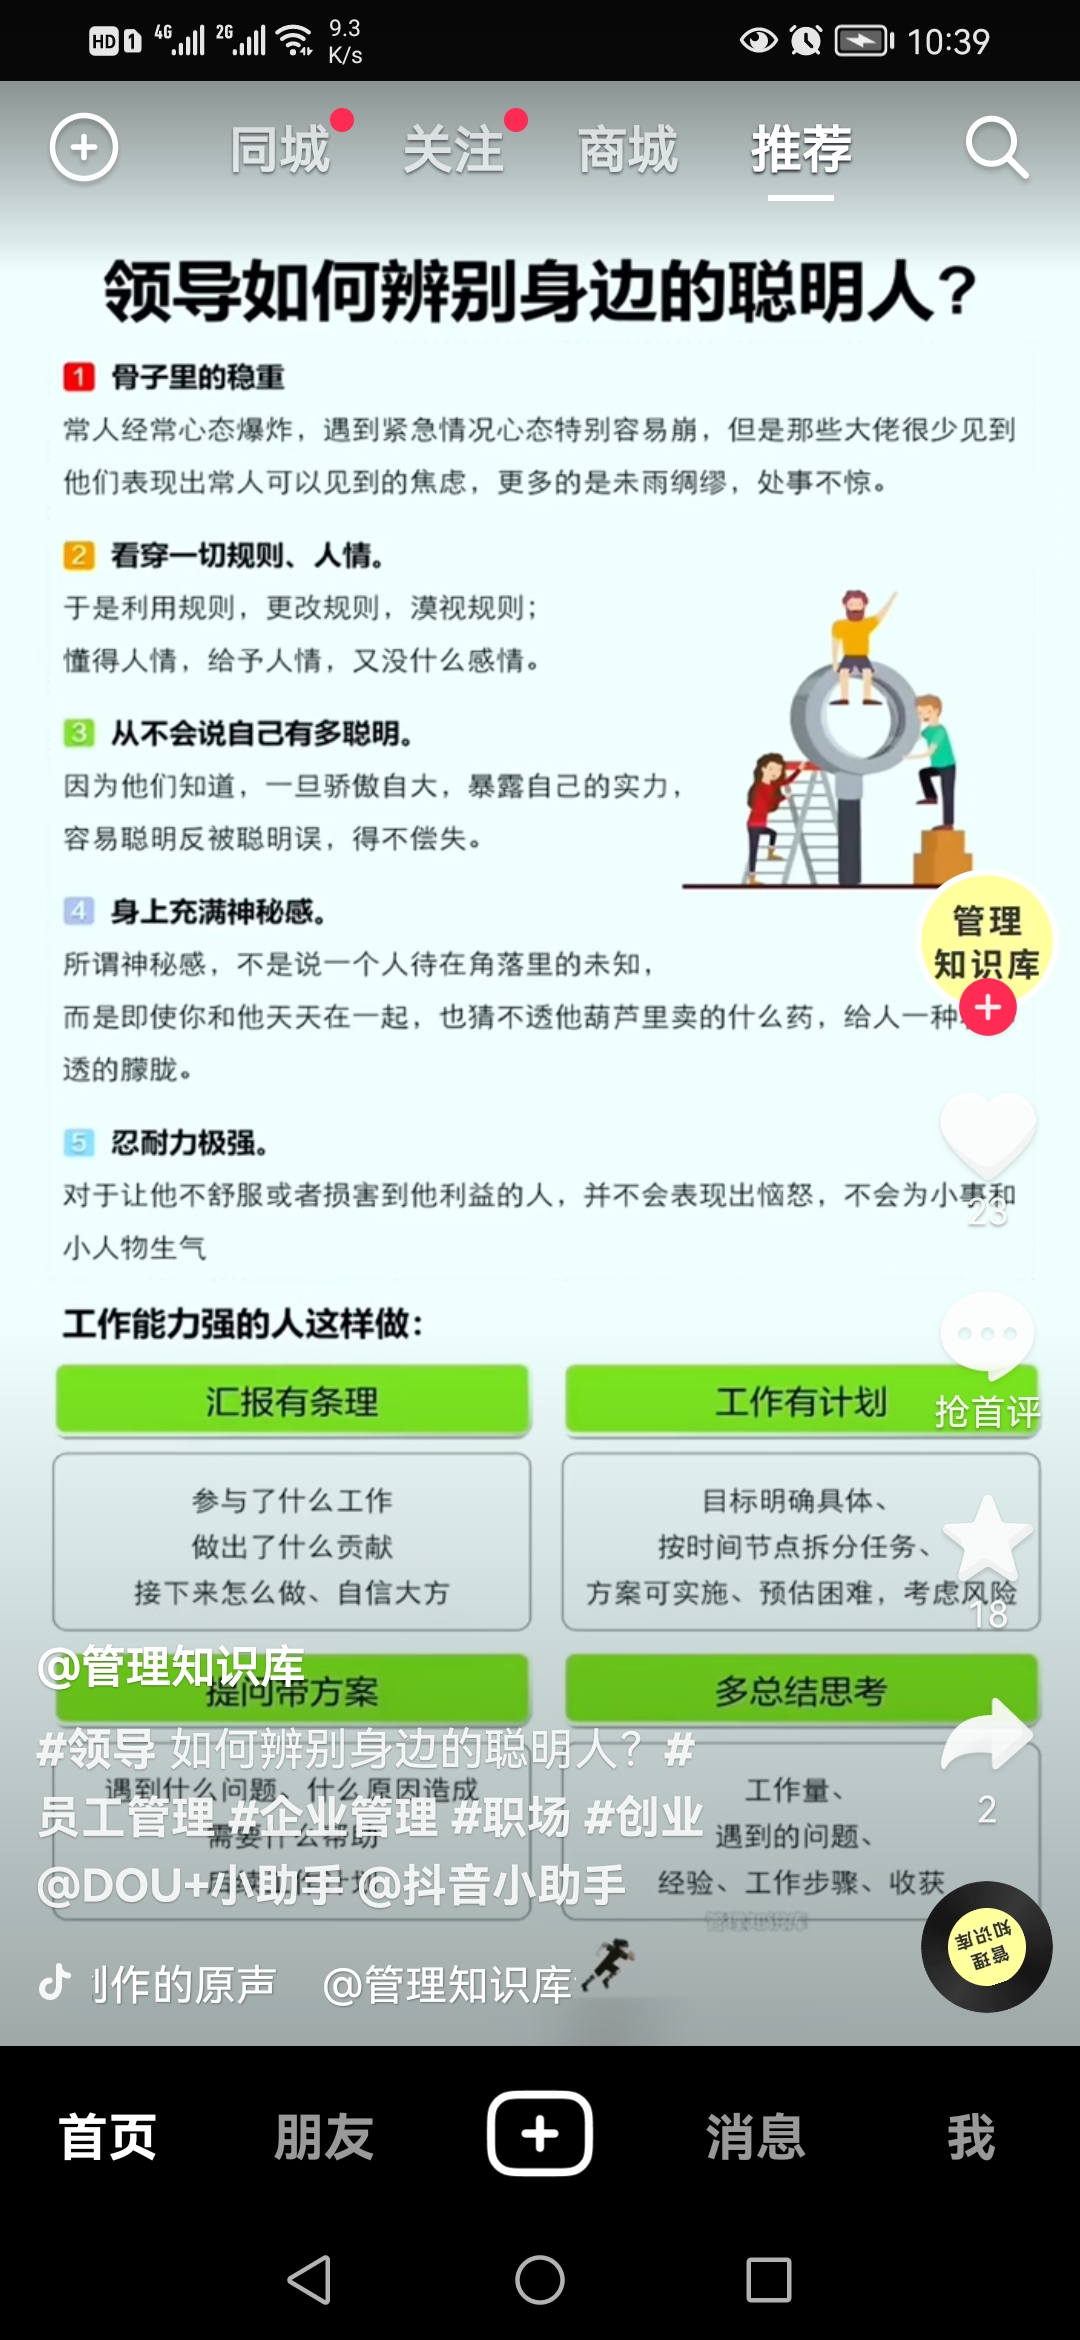 HD 1 4G 2G 9.3 K/s 10:39
同城 关注 商城 推荐
领导如何辨别身边的聪明人?
1 骨子里的稳重
常人经常心态爆炸，遇到紧急情况心态特别容易崩，但是那些大佬很少见到
他们表现出常人可以见到的焦虑，更多的是未雨绸缪，处事不惊。
2 看穿一切规则、人情。
于是利用规则，更改规则，漠视规则；
懂得人情，给予人情，又没什么感情。
3 从不会说自己有多聪明。
因为他们知道，一旦骄傲自大，暴露自己的实力，
容易聪明反被聪明误，得不偿失。
4 身上充满神秘感。
所谓神秘感，不是说一个人待在角落里的未知，
而是即使你和他天天在一起，也猜不透他葫芦里卖的什么药，给人一种
透的朦胧。
管理
知识库
5 忍耐力极强。
对于让他不舒服或者损害到他利益的人，并不会表现出恼怒，不会为小事和
小人物生气
23
工作能力强的人这样做：
汇报有条理 工作有计划
抢首评
参与了什么工作
做出了什么贡献
接下来怎么做、自信大方
目标明确具体、
按时间节点拆分任务、
方案可实施、预估困难，考虑风险
18
@管理知识库
提问带方案 多总结思考
#领导 如何辨别身边的聪明人？#
员工管理 #企业管理 #职场 #创业
@DOU+小助手 @抖音小助手
遇到什么问题、什么原因造成
需要什么帮助
工作量、
遇到的问题、
经验、工作步骤、收获
2
管理知识库
作的原声 @管理知识库
管理
知识库
首页 朋友 消息 我